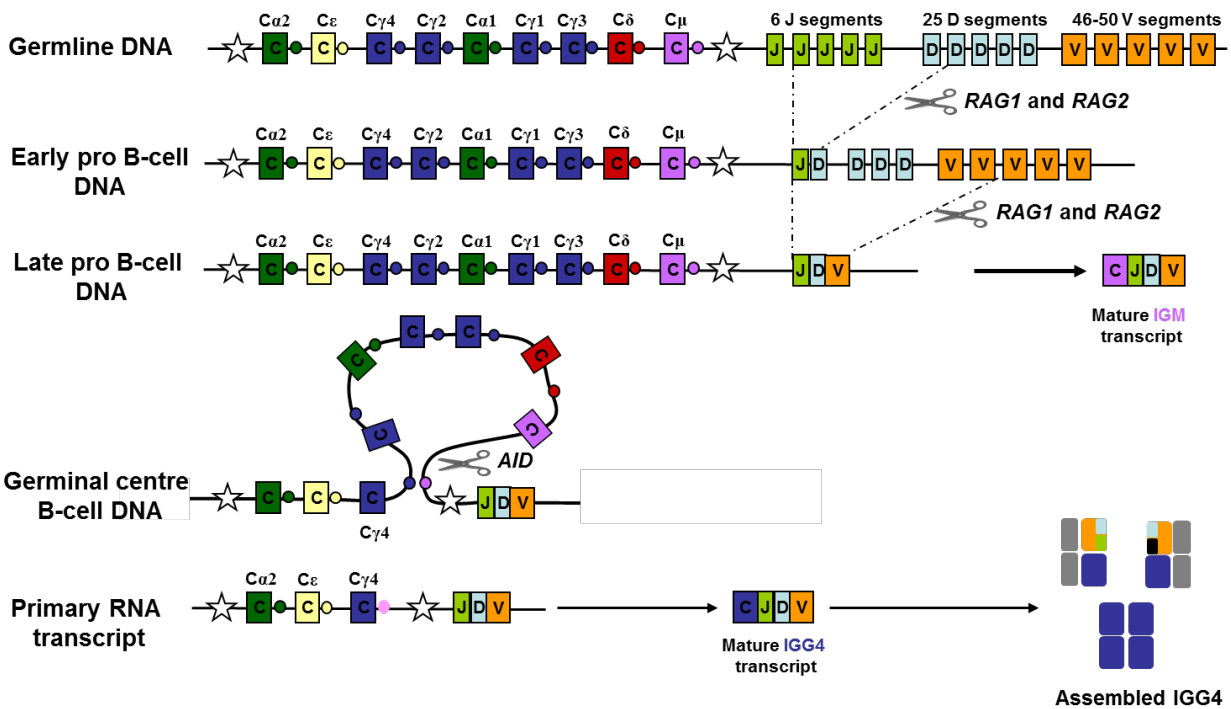 Cα2 Cε Cγ4 Cγ2 Cα1 Cγ1 Cγ3 Cδ Cμ 6 J segments 25 D segments 46-50 V segments
Germline DNA C C C C C C C C C J J J J J D D D D D V V V V V
RAG1 and RAG2
Cα2 Cε Cγ4 Cγ2 Cα1 Cγ1 Cγ3 Cδ Cμ
Early pro B-cell
DNA
C C C C C C C C C J D D D D V V V V V
RAG1 and RAG2
Cα2 Cε Cγ4 Cγ2 Cα1 Cγ1 Cγ3 Cδ Cμ
Late pro B-cell
DNA
C C C C C C C C C J D V C J D V
Mature IGM
transcript
C C C C C C
AID
Germinal centre
B-cell DNA
C C C J D V
Cγ4
Cα2 Cε Cγ4
Primary RNA
transcript
C C C J D V C J D V
Mature IGG4
transcript
Assembled IGG4